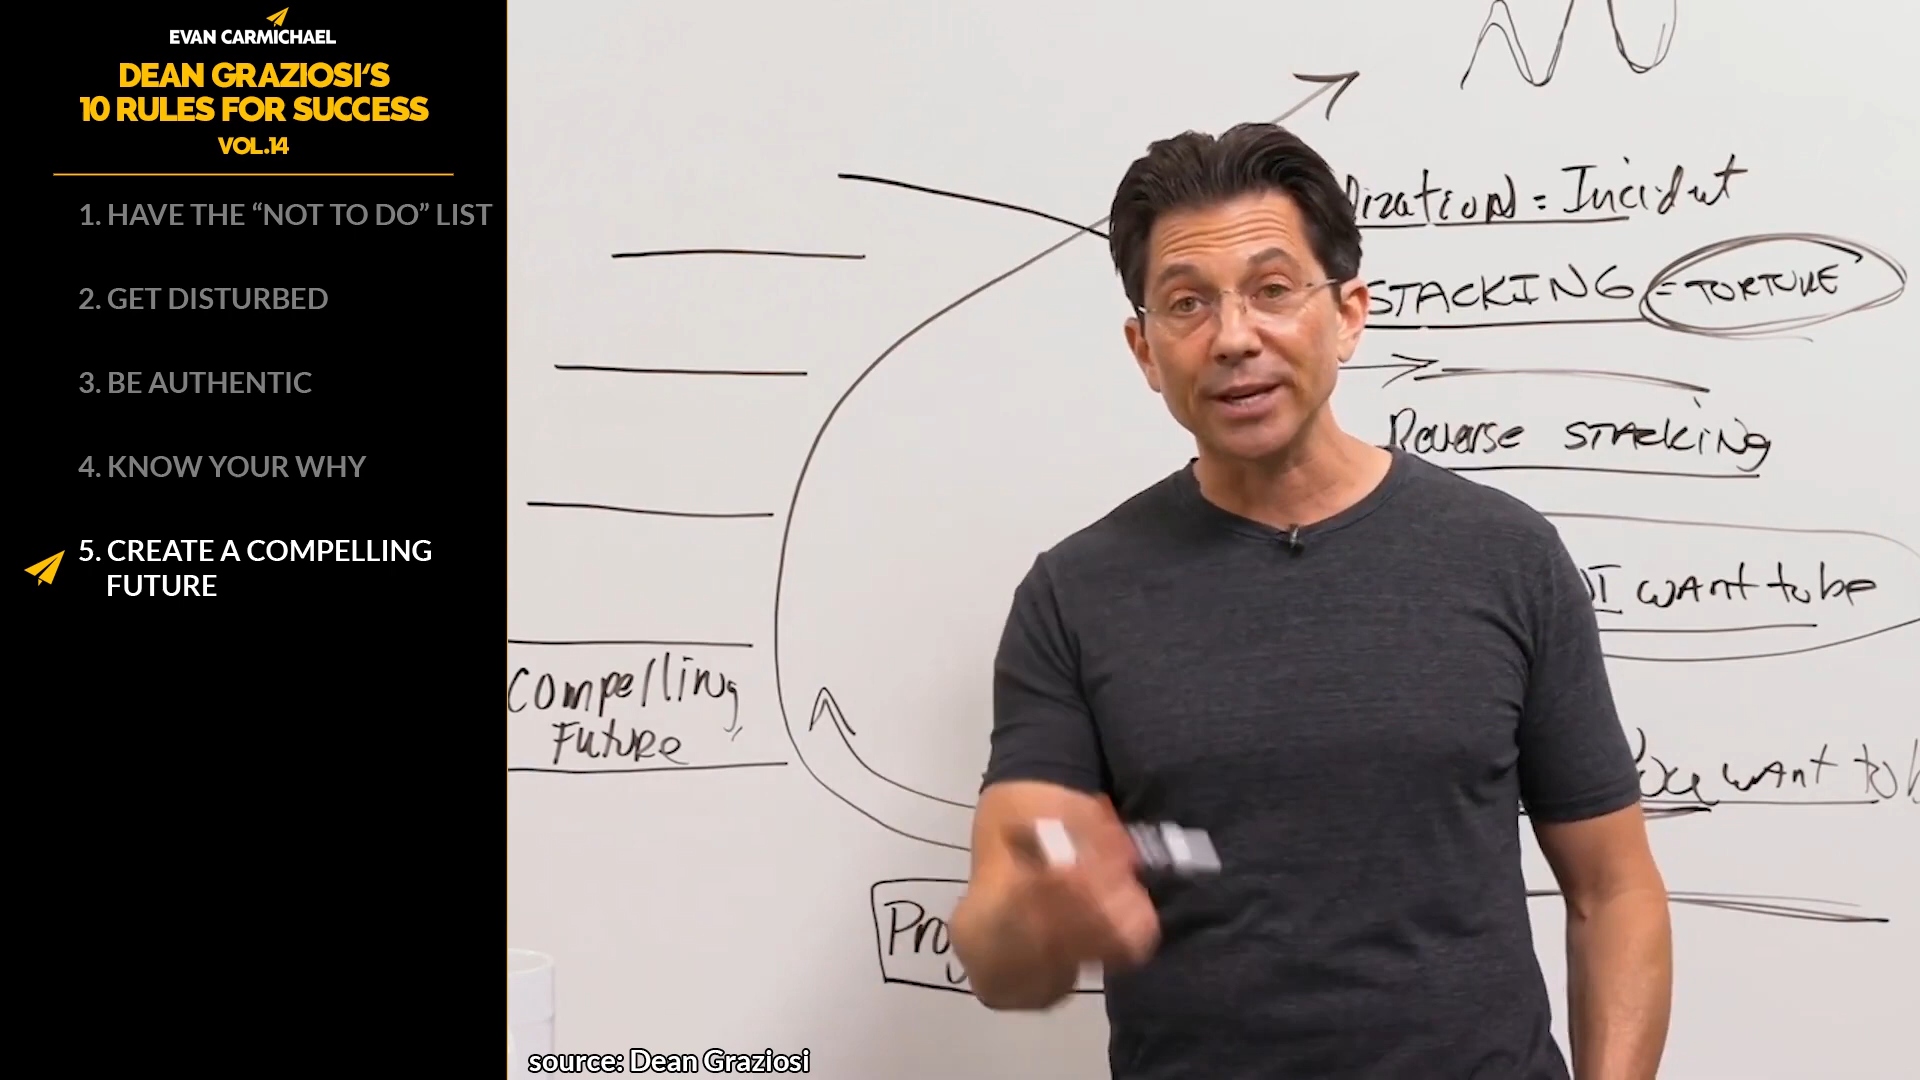 EVAN CARMICHAEL
DEAN GRAZIOSI'S
10 RULES FOR SUCCESS
VOL.14
1. HAVE THE “NOT TO DO” LIST
2. GET DISTURBED
3. BE AUTHENTIC
4. KNOW YOUR WHY
5. CREATE A COMPELLING
FUTURE
= Incident
STACKING = TORTURE
Reverse STACKING
I want to be
Compelling
Future
want to
source: Dean Graziosi